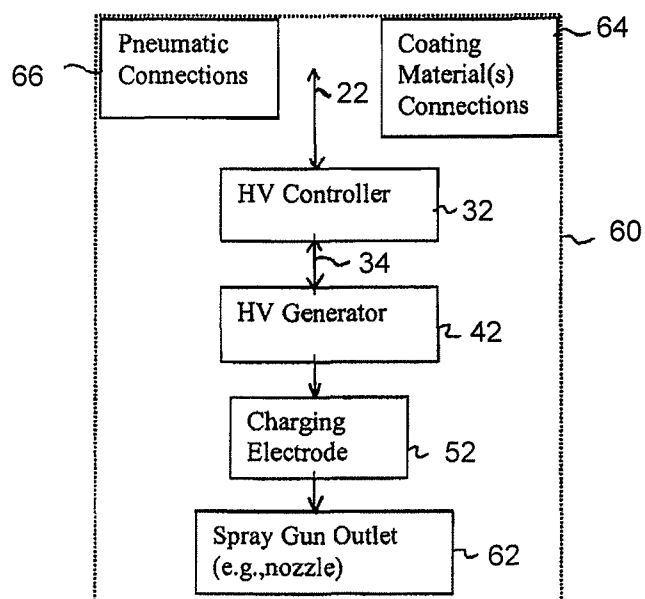 66
Pneumatic
Connections
22
Coating
Material(s)
Connections
64
HV Controller
32
60
34
HV Generator
42
Charging
Electrode
52
Spray Gun Outlet
(e.g.,nozzle)
62